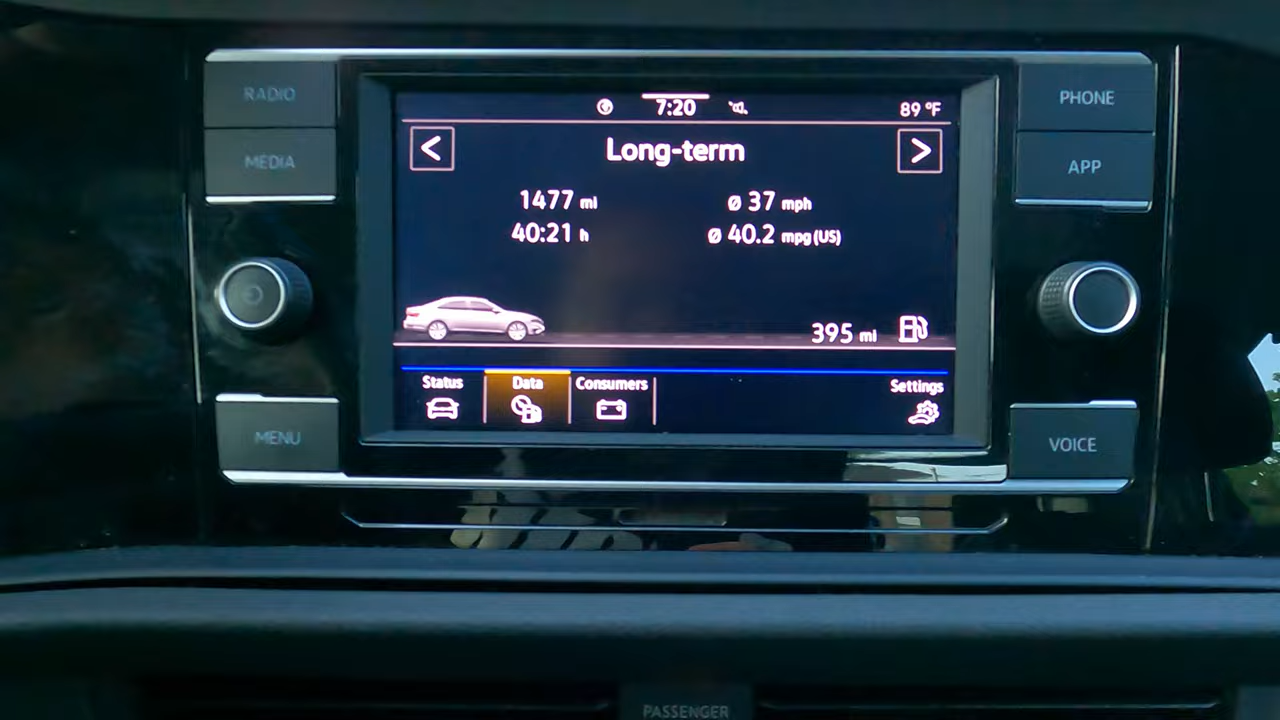 RADIO
MEDIA
MENU
7:20
89 °F
<
Long-term
>
1477 mi
ø 37 mph
40:21 h
ø 40.2 mpg(US)
395 mi
Status
Data
Consumers
Settings
PHONE
APP
VOICE
PASSENGER